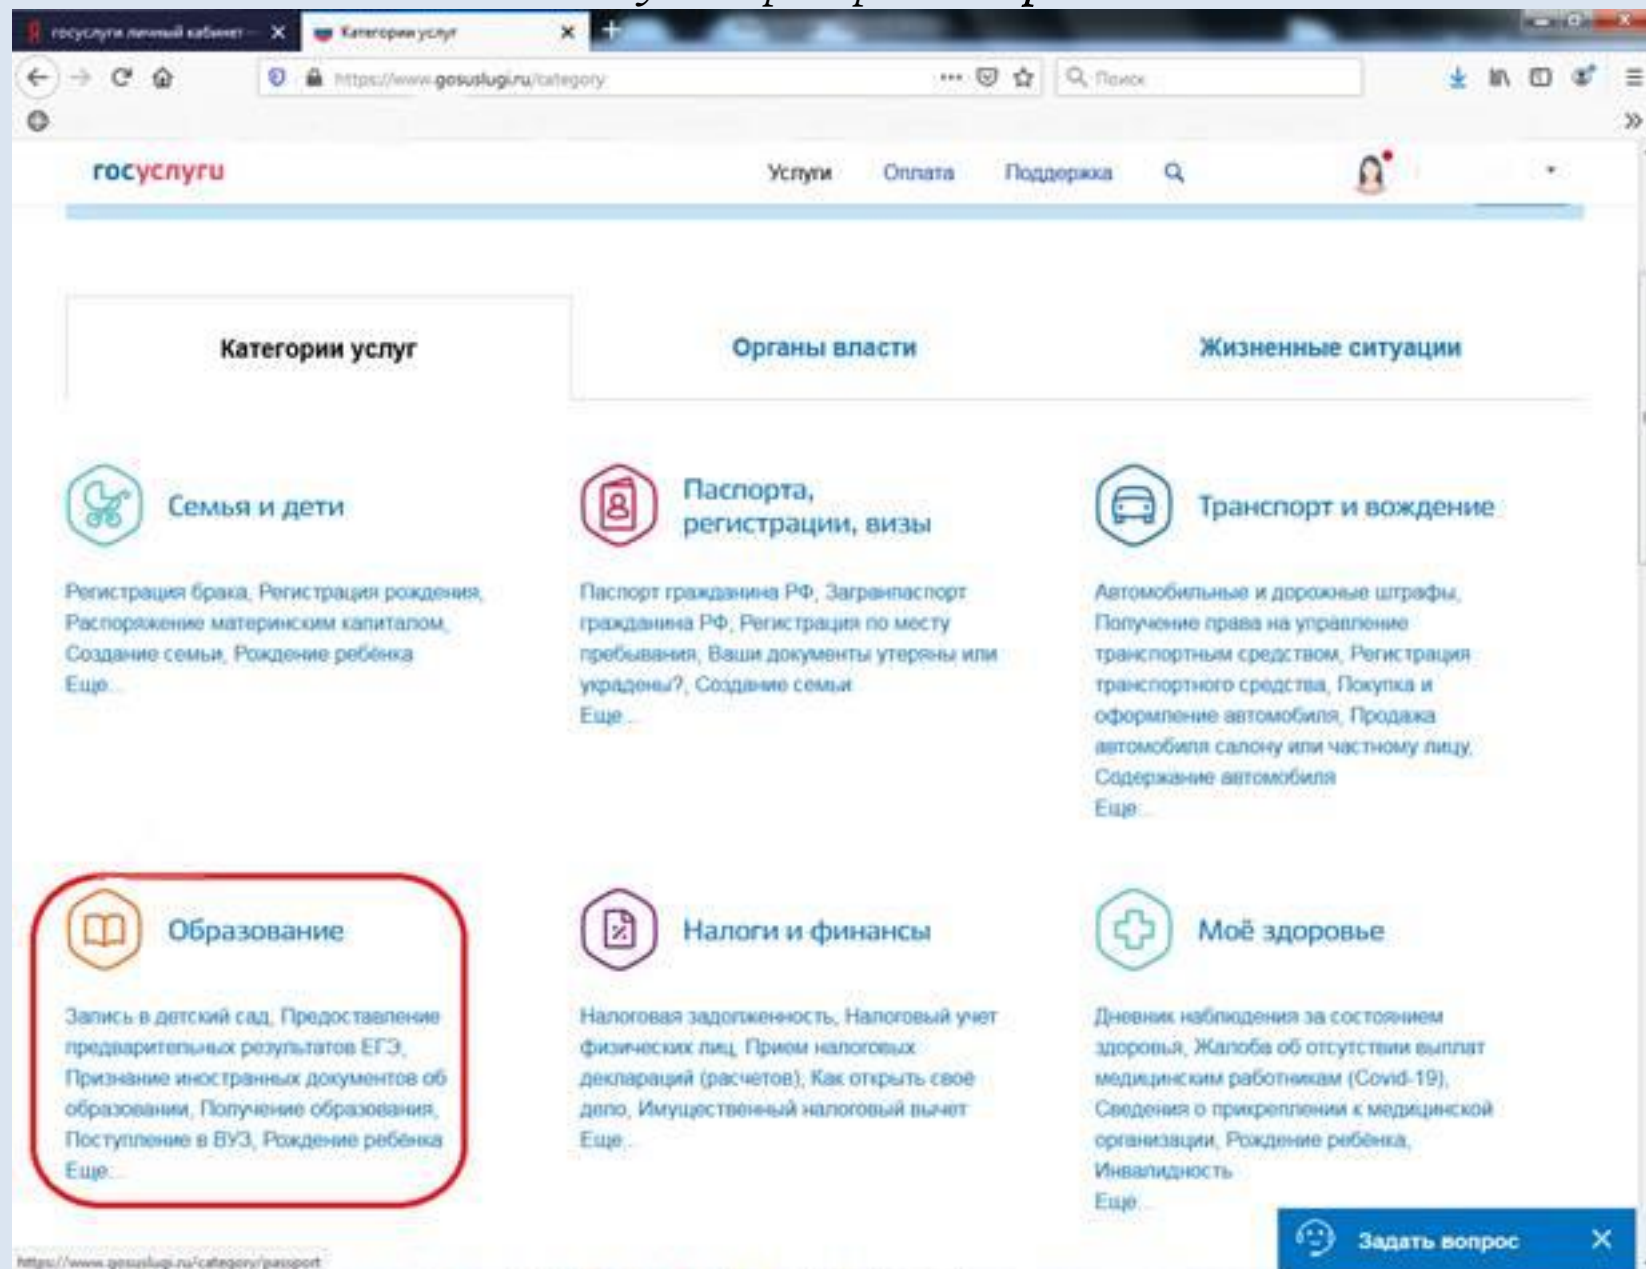 госуслуги личный кабинет
Категории услуг
https://www.gosuslugi.ru/category
Поиск
госуслуги
Услуги
Оплата
Поддержка
Категории услуг
Органы власти
Жизненные ситуации
Семья и дети
Регистрация брака, Регистрация рождения,
Распоряжение материнским капиталом,
Создание семьи, Рождение ребёнка
Еще...
Паспорта,
регистрации, визы
Паспорт гражданина РФ, Загранпаспорт
гражданина РФ, Регистрация по месту
пребывания, Ваши документы утеряны или
украдены?, Создание семьи
Еще...
Транспорт и вождение
Автомобильные и дорожные штрафы,
Получение права на управление
транспортным средством, Регистрация
транспортного средства, Покупка и
оформление автомобиля, Продажа
автомобиля салону или частному лицу,
Содержание автомобиля
Еще...
Образование
Запись в детский сад, Предоставление
предварительных результатов ЕГЭ,
Признание иностранных документов об
образовании, Получение образования,
Поступление в ВУЗ, Рождение ребёнка
Еще...
Налоги и финансы
Налоговая задолженность, Налоговый учет
физических лиц, Прием налоговых
деклараций (расчетов), Как открыть своё
дело, Имущественный налоговый вычет
Еще...
Моё здоровье
Дневник наблюдения за состоянием
здоровья, Жалоба об отсутствии выплат
медицинским работникам (Covid-19),
Сведения о прикреплении к медицинской
организации, Рождение ребёнка,
Инвалидность
Еще...
Задать вопрос
https://www.gosuslugi.ru/category/passport